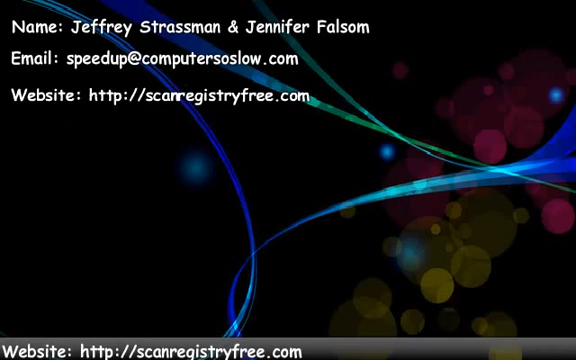 Name: Jeffrey Strassman & Jennifer Falsom
Email: speedup@computersoslow.com
Website: http://scanregistryfree.com
Website: http://scanregistryfree.com